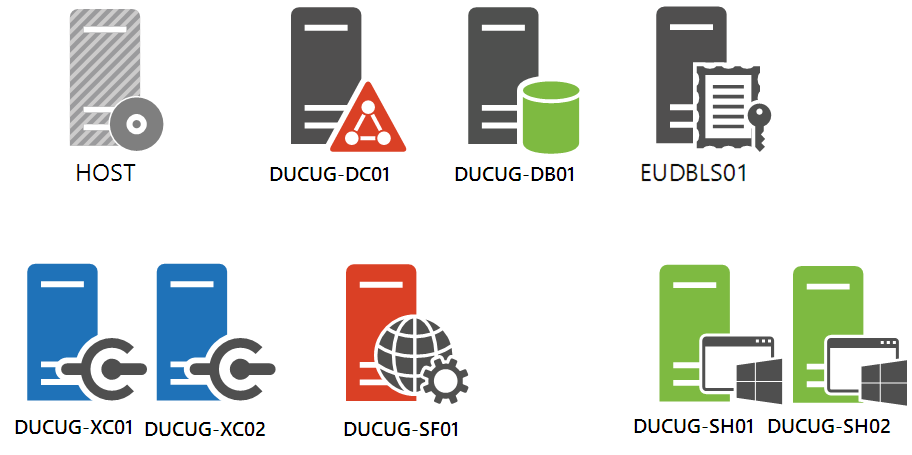 HOST
DUCUG-DC01
DUCUG-DB01
EUDBLS01
DUCUG-XC01
DUCUG-XC02
DUCUG-SF01
DUCUG-SH01
DUCUG-SH02